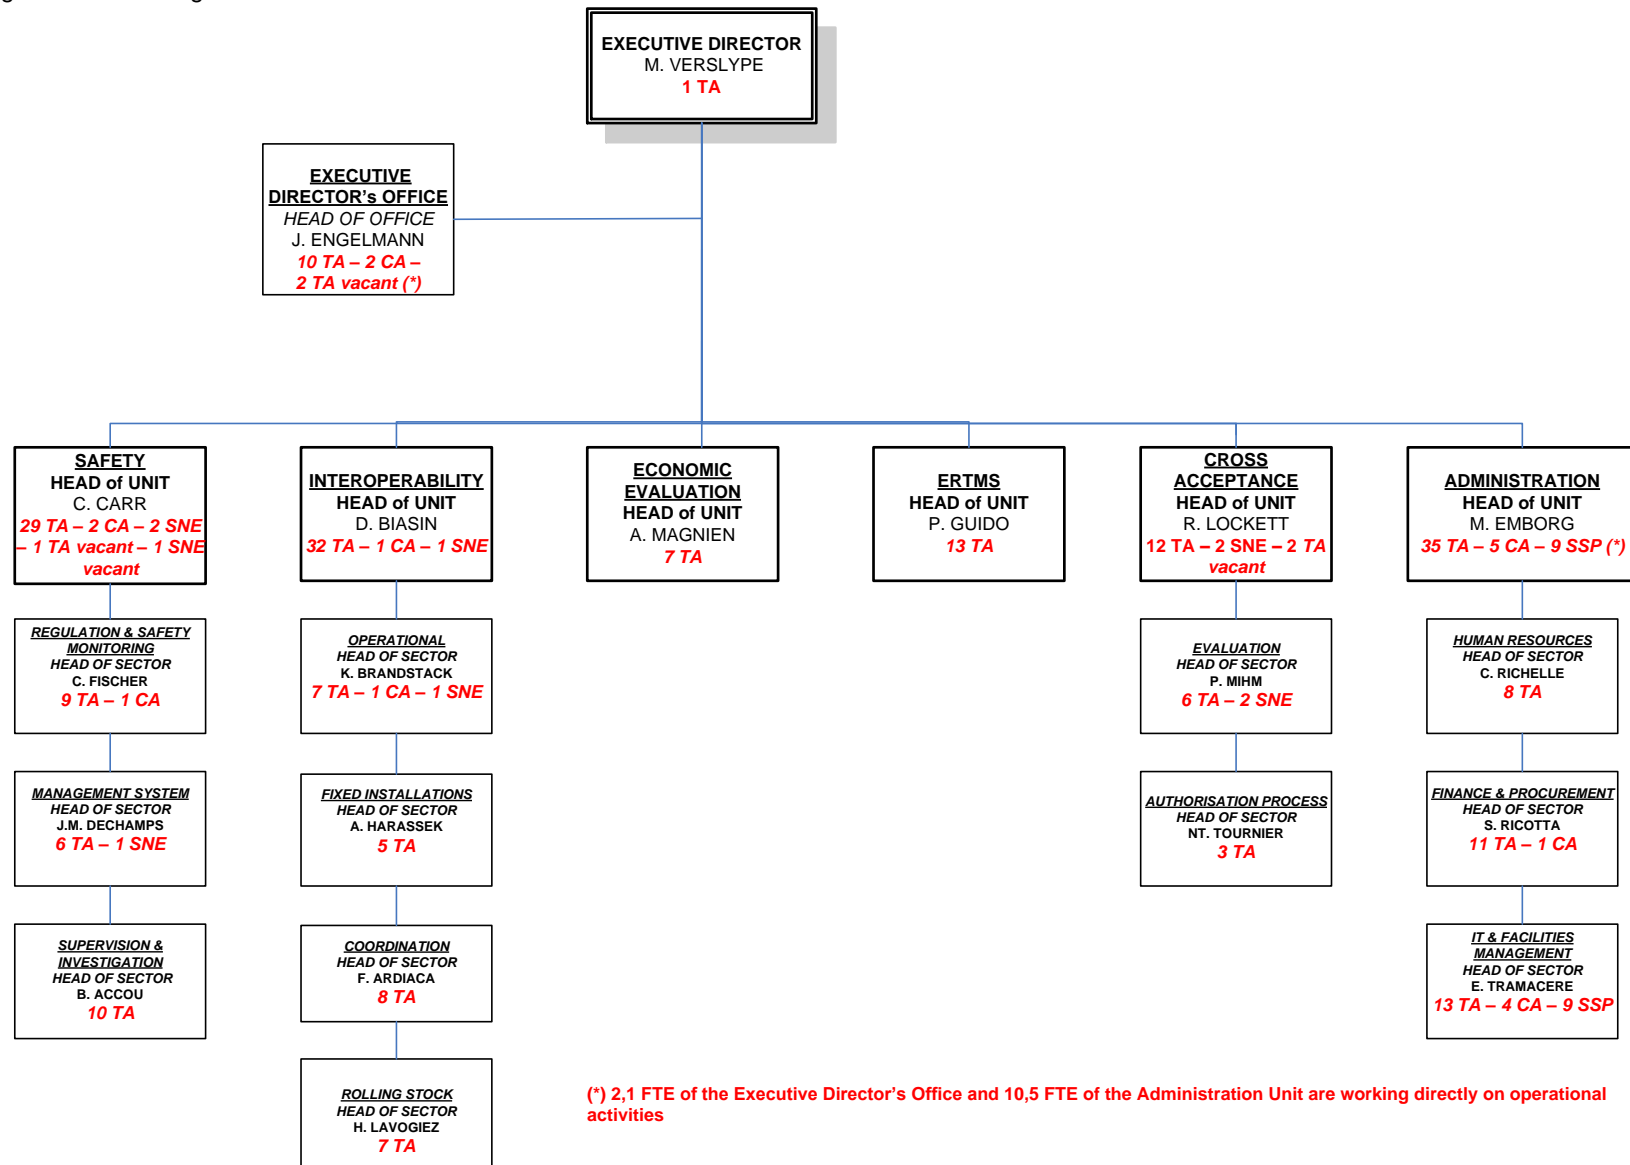 EXECUTIVE DIRECTOR
M. VERSLYPE
1 TA
EXECUTIVE
DIRECTOR's OFFICE
HEAD OF OFFICE
J. ENGELMANN
10 TA – 2 CA –
2 TA vacant (*)
SAFETY
HEAD of UNIT
C. CARR
29 TA – 2 CA – 2 SNE
– 1 TA vacant – 1 SNE
vacant
INTEROPERABILITY
HEAD of UNIT
D. BIASIN
32 TA – 1 CA – 1 SNE
ECONOMIC
EVALUATION
HEAD of UNIT
A. MAGNIEN
7 TA
ERTMS
HEAD of UNIT
P. GUIDO
13 TA
CROSS
ACCEPTANCE
HEAD of UNIT
R. LOCKETT
12 TA – 2 SNE – 2 TA
vacant
ADMINISTRATION
HEAD of UNIT
M. EMBORG
35 TA – 5 CA – 9 SSP (*)
REGULATION & SAFETY
MONITORING
HEAD OF SECTOR
C. FISCHER
9 TA – 1 CA
OPERATIONAL
HEAD OF SECTOR
K. BRANDSTACK
7 TA – 1 CA – 1 SNE
EVALUATION
HEAD OF SECTOR
P. MIHM
6 TA – 2 SNE
HUMAN RESOURCES
HEAD OF SECTOR
C. RICHELLE
8 TA
MANAGEMENT SYSTEM
HEAD OF SECTOR
J.M. DECHAMPS
6 TA – 1 SNE
FIXED INSTALLATIONS
HEAD OF SECTOR
A. HARASSEK
5 TA
AUTHORISATION PROCESS
HEAD OF SECTOR
NT. TOURNIER
3 TA
FINANCE & PROCUREMENT
HEAD OF SECTOR
S. RICOTTA
11 TA – 1 CA
SUPERVISION &
INVESTIGATION
HEAD OF SECTOR
B. ACCOU
10 TA
COORDINATION
HEAD OF SECTOR
F. ARDIACA
8 TA
IT & FACILITIES
MANAGEMENT
HEAD OF SECTOR
E. TRAMACERE
13 TA – 4 CA – 9 SSP
ROLLING STOCK
HEAD OF SECTOR
H. LAVOGIEZ
7 TA
(*) 2,1 FTE of the Executive Director's Office and 10,5 FTE of the Administration Unit are working directly on operational
activities